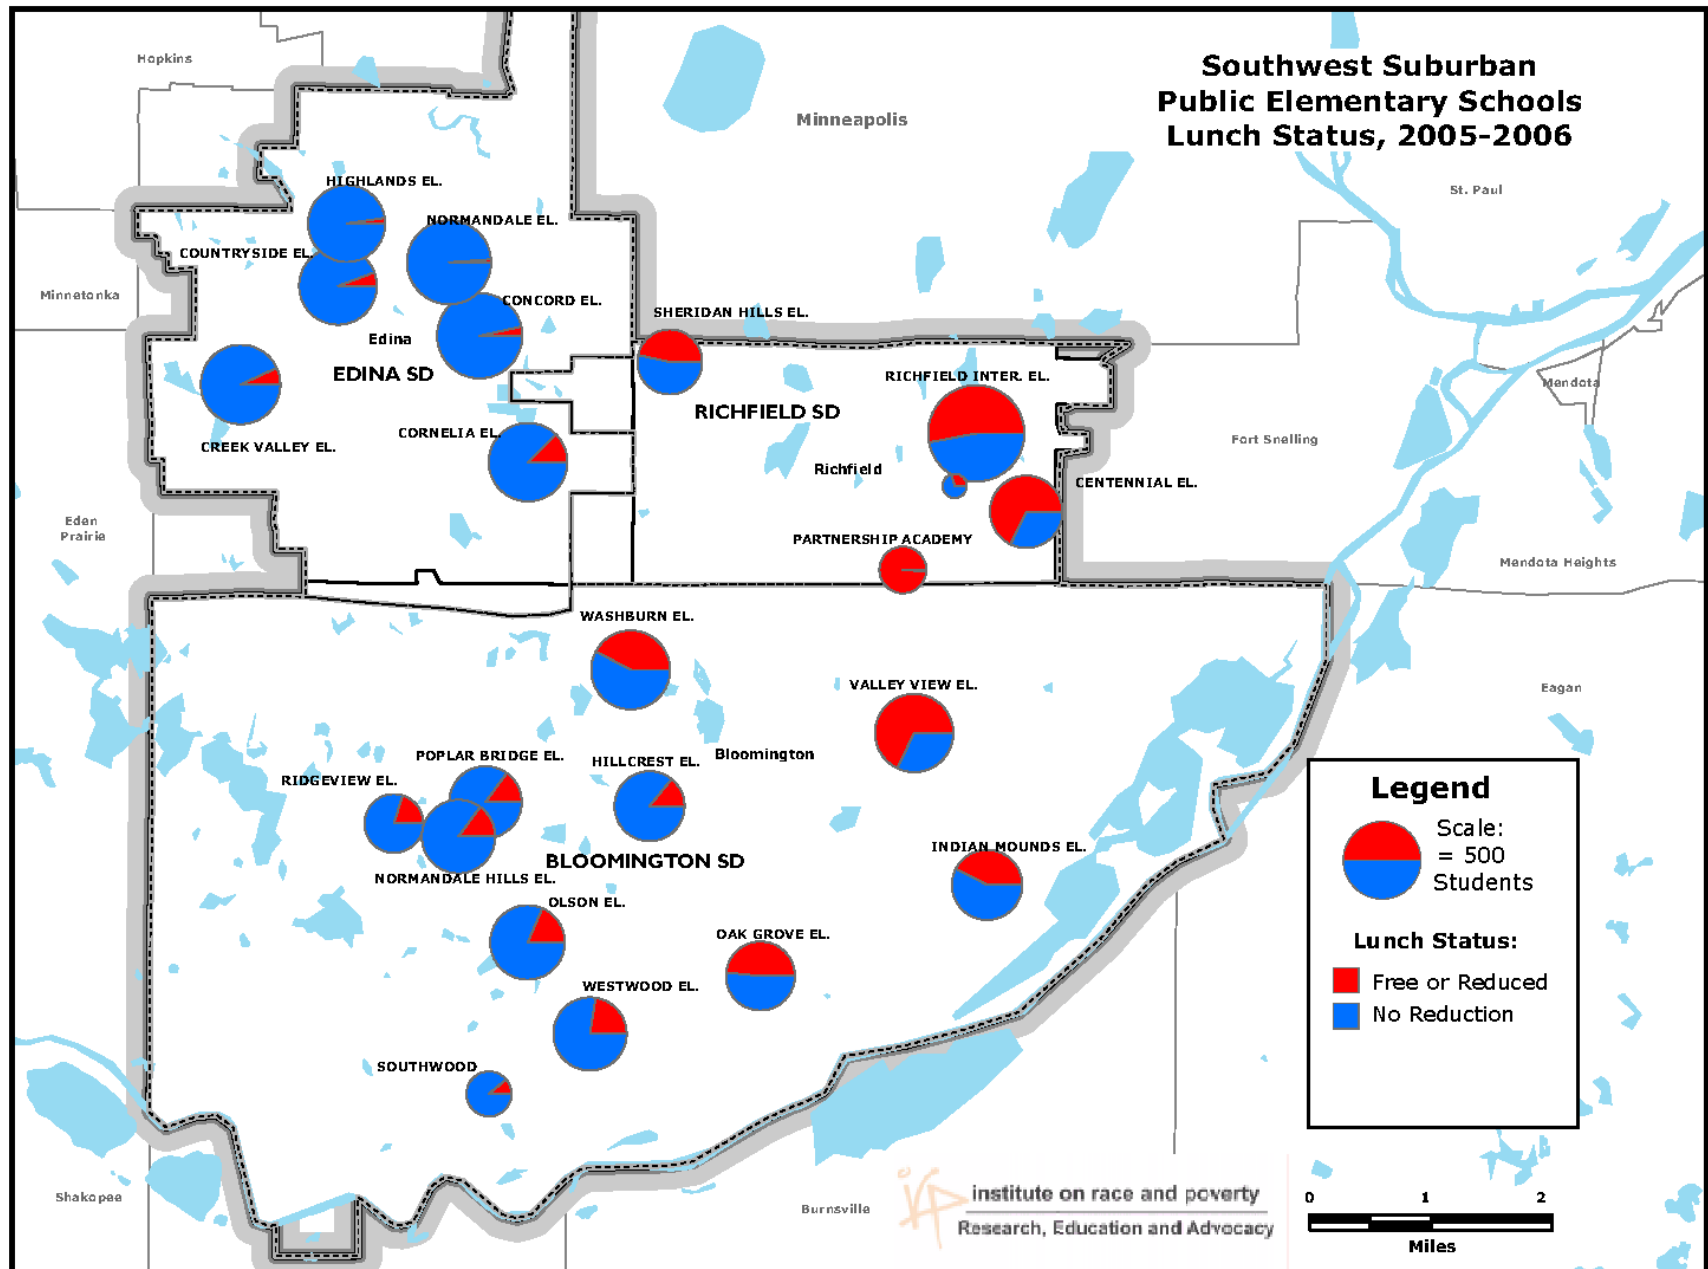 Southwest Suburban
Public Elementary Schools
Lunch Status, 2005-2006
Hopkins
Minneapolis
St. Paul
HIGHLANDS EL.
NORMANDALE EL.
COUNTRYSIDE EL.
Minnetonka
CONCORD EL.
SHERIDAN HILLS EL.
Edina
EDINA SD
RICHFIELD INTER. EL.
Mendota
RICHFIELD SD
CORNELIA EL.
CREEK VALLEY EL.
Fort Snelling
Richfield
CENTENNIAL EL.
Eden
Prairie
PARTNERSHIP ACADEMY
Mendota Heights
WASHBURN EL.
VALLEY VIEW EL.
Eagan
POPLAR BRIDGE EL.
HILLCREST EL.
Bloomington
RIDGEVIEW EL.
INDIAN MOUNDS EL.
BLOOMINGTON SD
NORMANDALE HILLS EL.
OLSON EL.
OAK GROVE EL.
WESTWOOD EL.
SOUTHWOOD
Legend
Scale:
= 500
Students
Lunch Status:
Free or Reduced
No Reduction
Shakopee
Burnsville
irp
institute on race and poverty
Research, Education and Advocacy
0 1 2
Miles